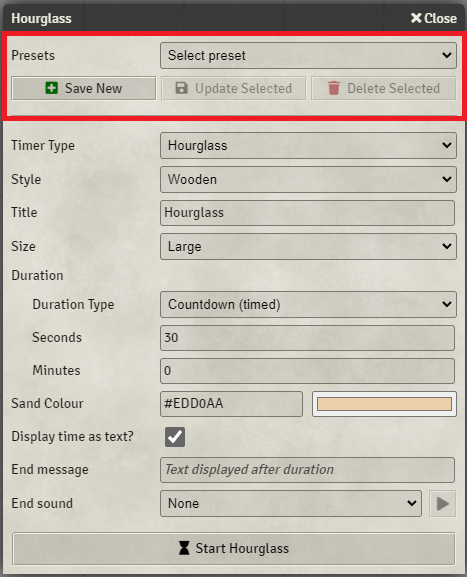 Hourglass Close
Presets Select preset
Save New Update Selected Delete Selected
Timer Type Hourglass
Style Wooden
Title Hourglass
Size Large
Duration
Duration Type Countdown (timed)
Seconds 30
Minutes 0
Sand Colour #EDD0AA
Display time as text?
End message Text displayed after duration
End sound None
Start Hourglass